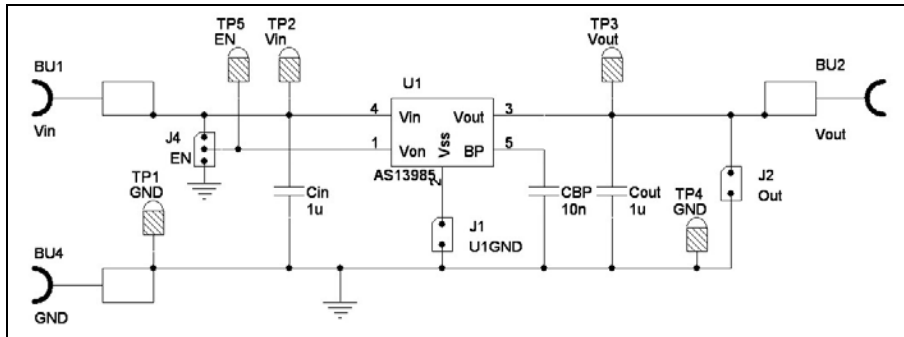 TP5
EN
TP2
Vin
TP3
Vout
BU1
Vin
U1
BU2
Vout
4
Vin
Vout
3
1
Von
Vss
BP
5
AS13985
2
J4
EN
TP1
GND
Cin
1u
J1
U1GND
CBP
10n
Cout
1u
TP4
GND
J2
Out
BU4
GND